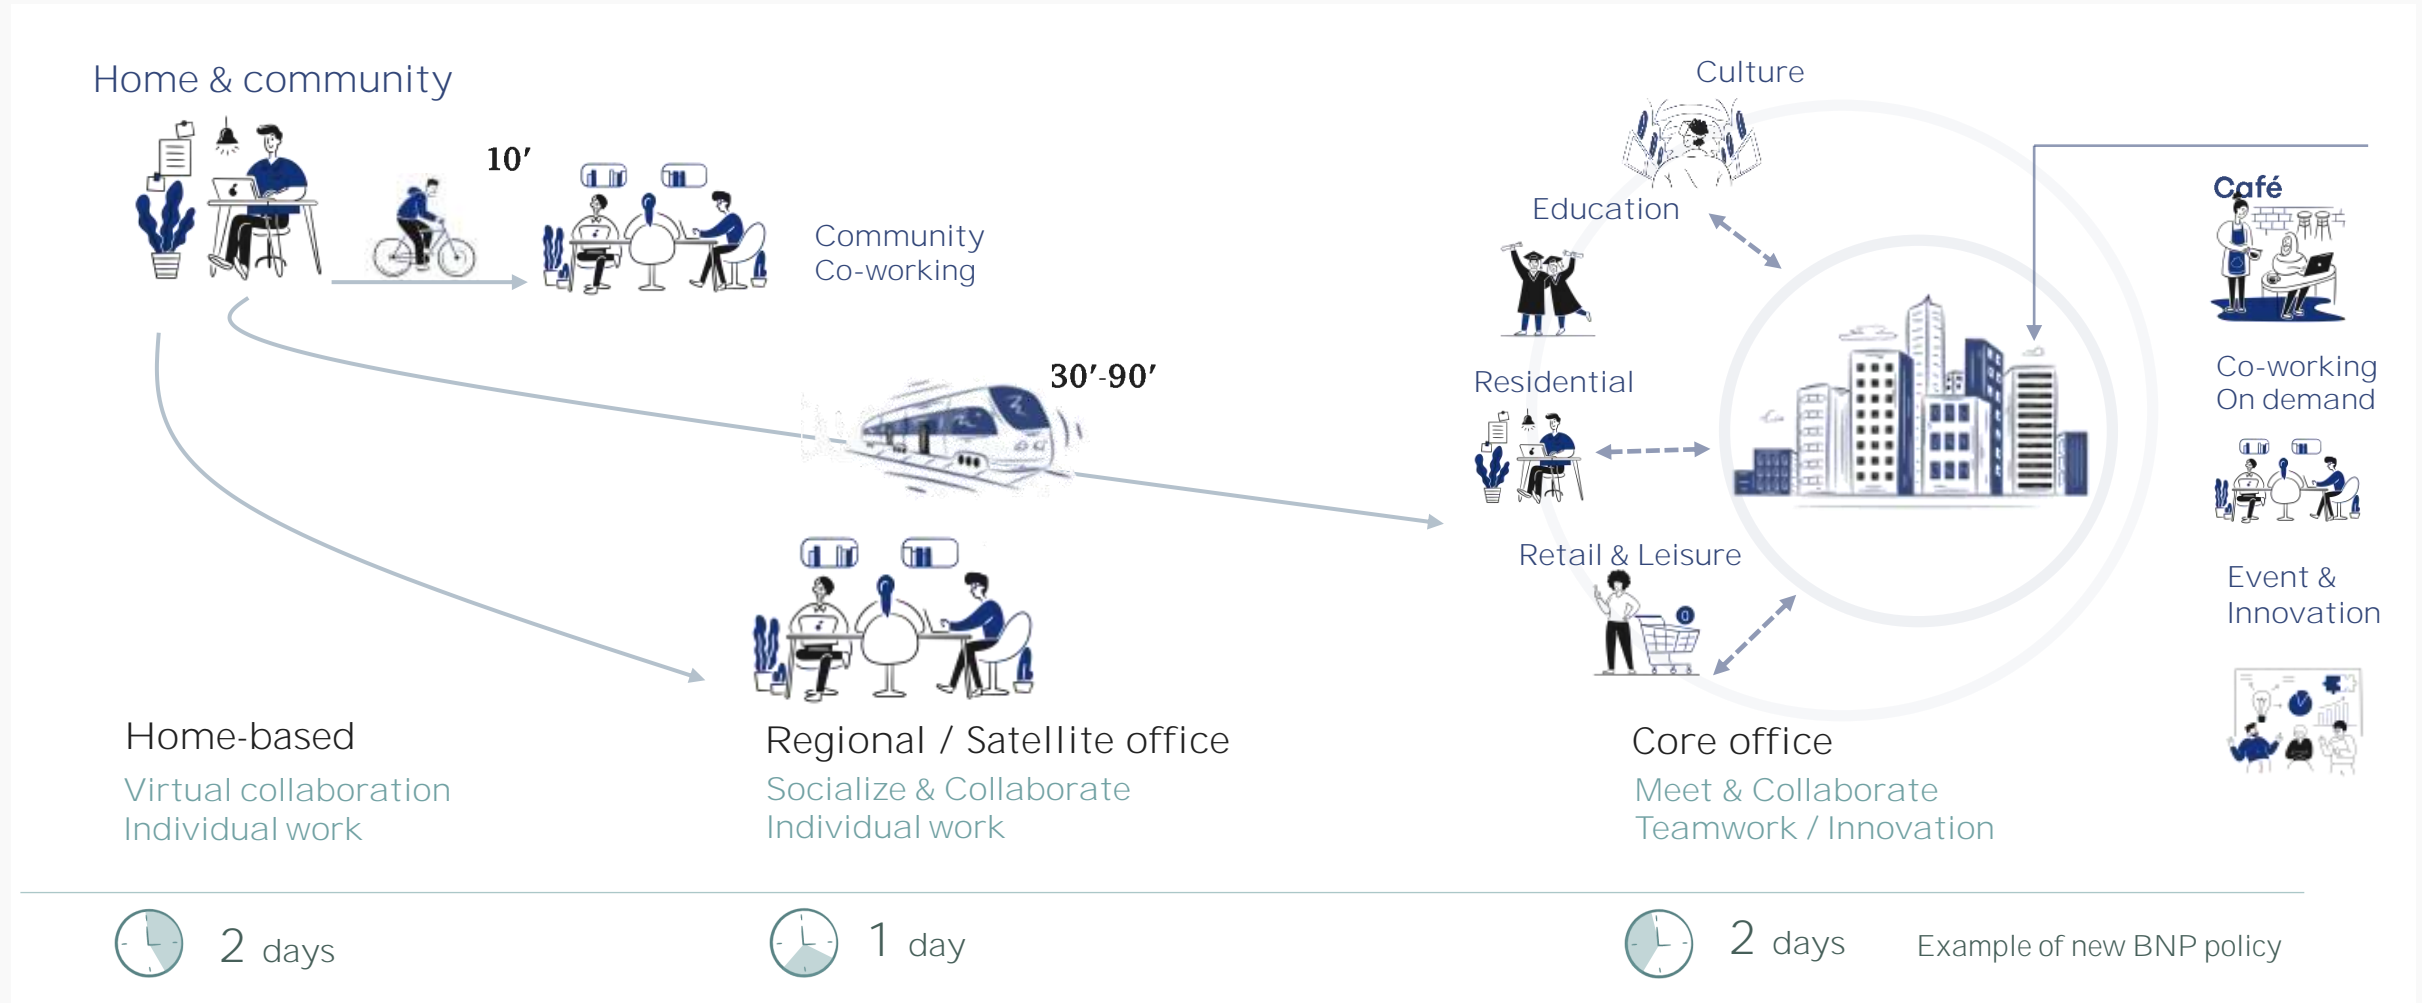 Home & community
10′
Community
Co-working
30′-90′
Culture
Education
Residential
Retail & Leisure
Café
Co-working
On demand
Event &
Innovation
Home-based
Virtual collaboration
Individual work
Regional / Satellite office
Socialize & Collaborate
Individual work
Core office
Meet & Collaborate
Teamwork / Innovation
2 days
1 day
2 days
Example of new BNP policy